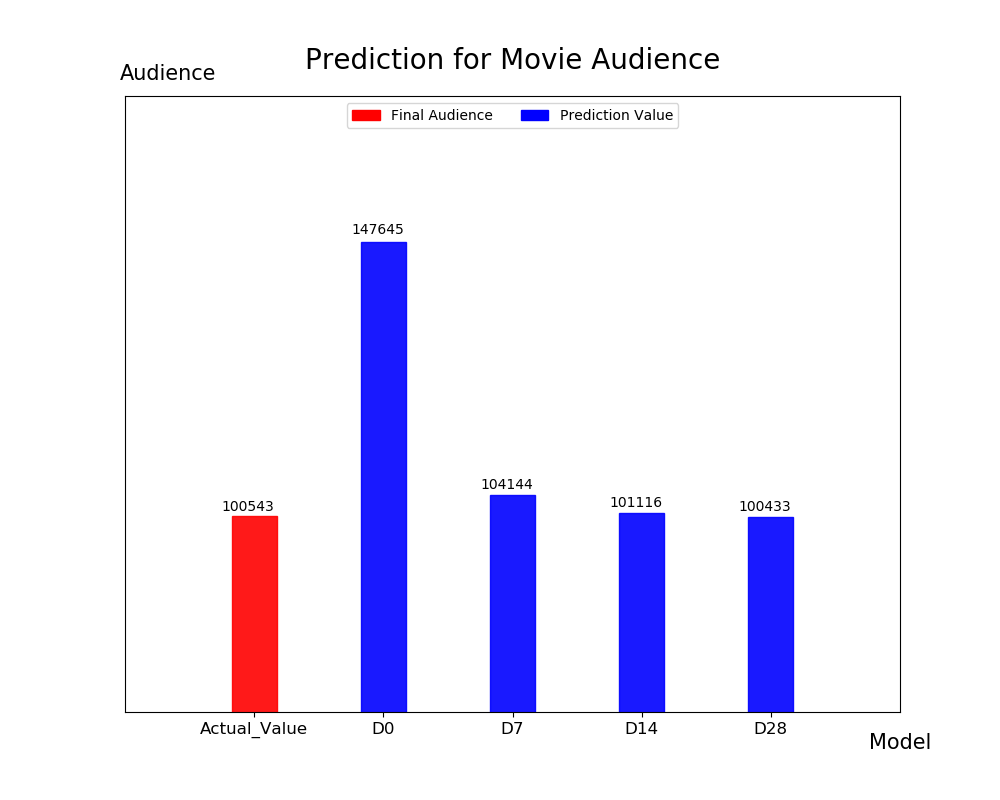 Prediction for Movie Audience
Audience
Final Audience
Prediction Value
147645
104144
101116
100433
100543
Actual_Value
D0
D7
D14
D28
Model